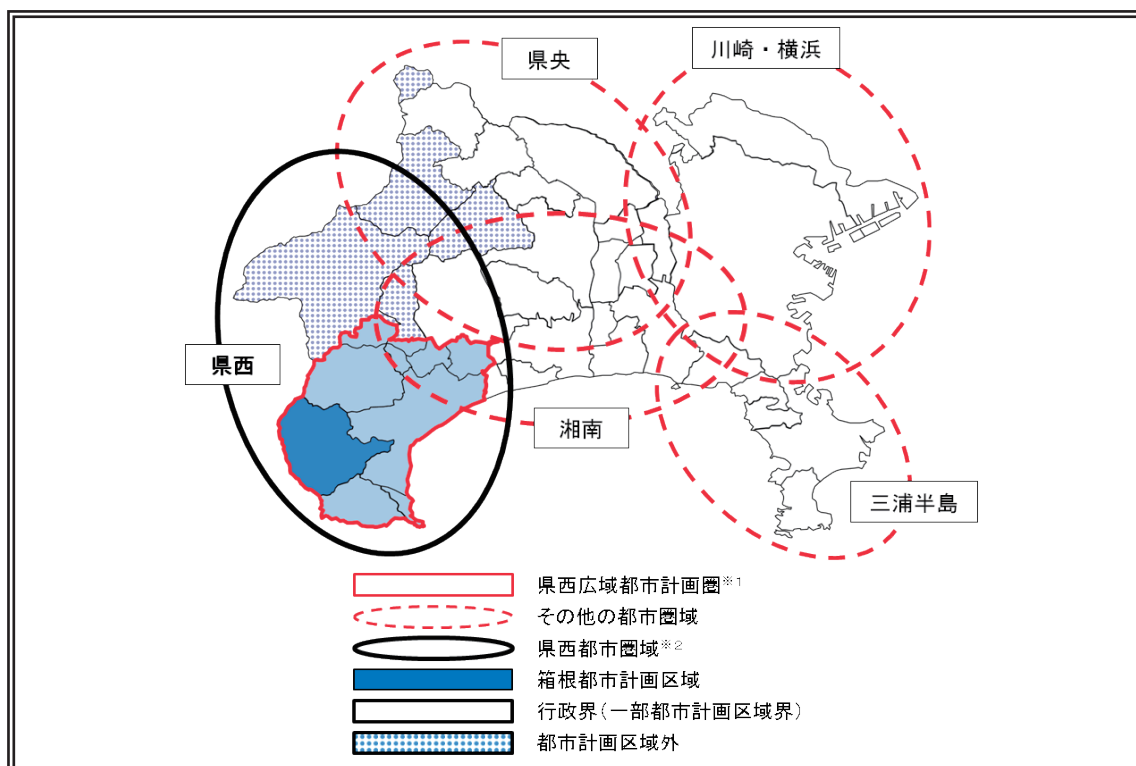 県央
川崎・横浜
県西
湘南
三浦半島
県西広域都市計画圏※1
その他の都市圏域
県西都市圏域※2
箱根都市計画区域
行政界(一部都市計画区域界)
都市計画区域外